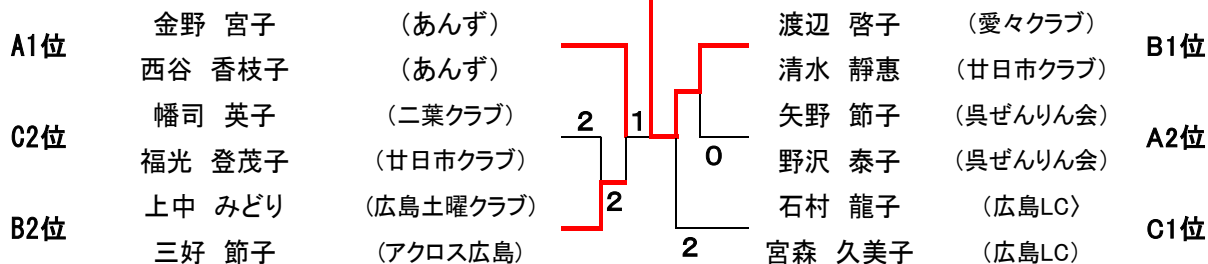 金野 宮子 (あんず) 渡辺 啓子 (愛々クラブ)
A1位 B1位
西谷 香枝子 (あんず) 清水 靜惠 (廿日市クラブ)
幡司 英子 (二葉クラブ) 2 1 矢野 節子 (呉ぜんりん会)
C2位 A2位
福光 登茂子 (廿日市クラブ) 0 野沢 泰子 (呉ぜんりん会)
上中 みどり (広島土曜クラブ) 2 石村 龍子 (広島LC〉
B2位 C1位
三好 節子 (アクロス広島) 2 宮森 久美子 (広島LC)